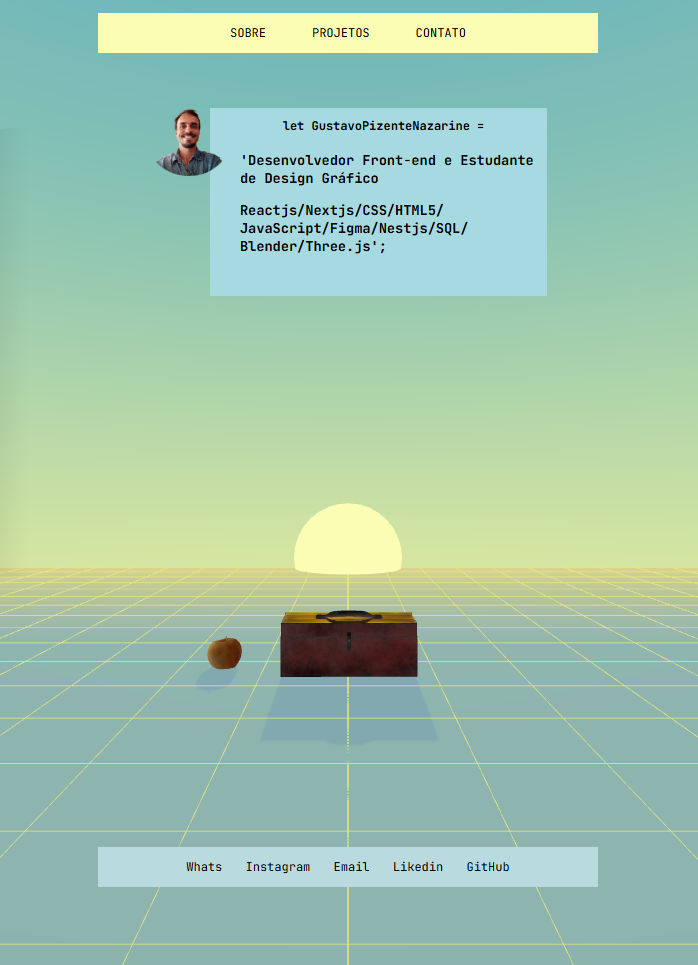 SOBRE PROJETOS CONTATO
let GustavoPizenteNazarine =
'Desenvolvedor Front-end e Estudante
de Design Gráfico
Reactjs/Nextjs/CSS/HTML5/
JavaScript/Figma/Nestjs/SQL/
Blender/Three.js';
Whats Instagram Email Likedin GitHub